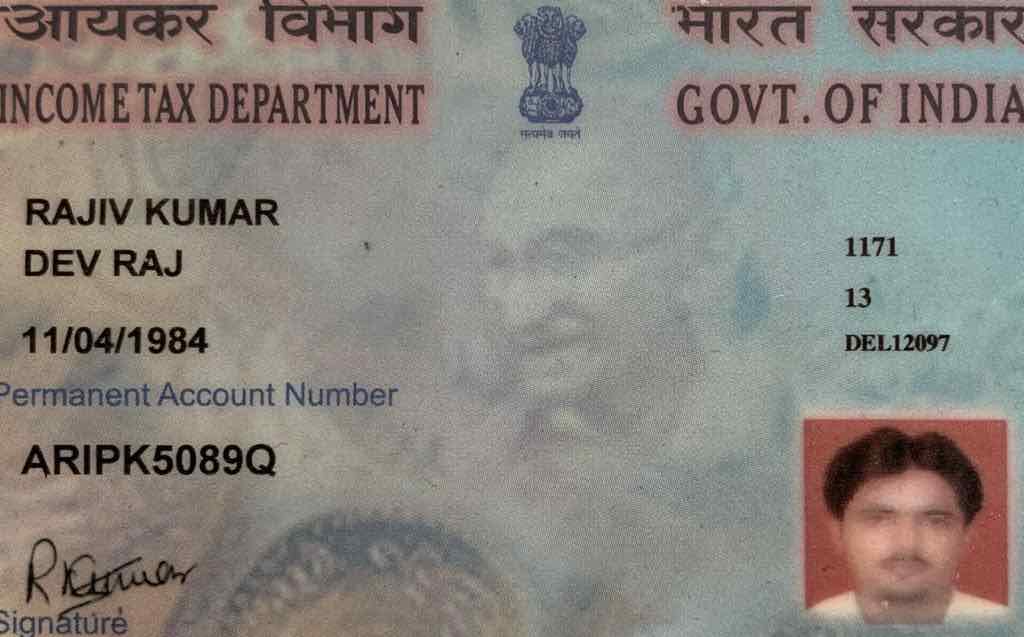 आयकर विभाग
भारत सरकार
INCOME TAX DEPARTMENT
GOVT. OF INDIA
सत्यमेव जयते
RAJIV KUMAR
DEV RAJ
11/04/1984
1171
13
DEL12097
Permanent Account Number
ARIPK5089Q
R Kumar
Signature